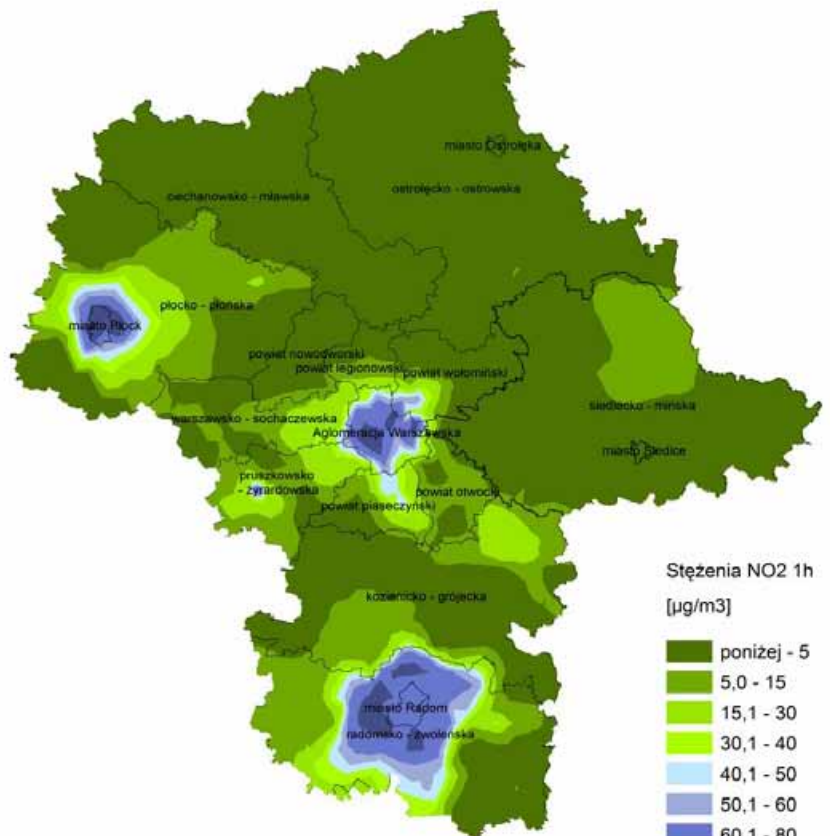 miasto Ostrołęka
ciechanowsko - mławska
ostrołęcko - ostrowska
płocko - płońska
miasto Płock
powiat nowodworski
powiat legionowski
powiat wołomiński
siedlecko - mińska
warszawsko - sochaczewska
Aglomeracja Warszawska
miasto Siedlce
pruszkowsko
- żyrardowska
powiat otwocki
powiat piaseczyński
kozienicko - grójecka
miasto Radom
radomsko - zwoleńska
Stężenia NO2 1h
[µg/m3]
poniżej - 5
5,0 - 15
15,1 - 30
30,1 - 40
40,1 - 50
50,1 - 60
60,1 - 80